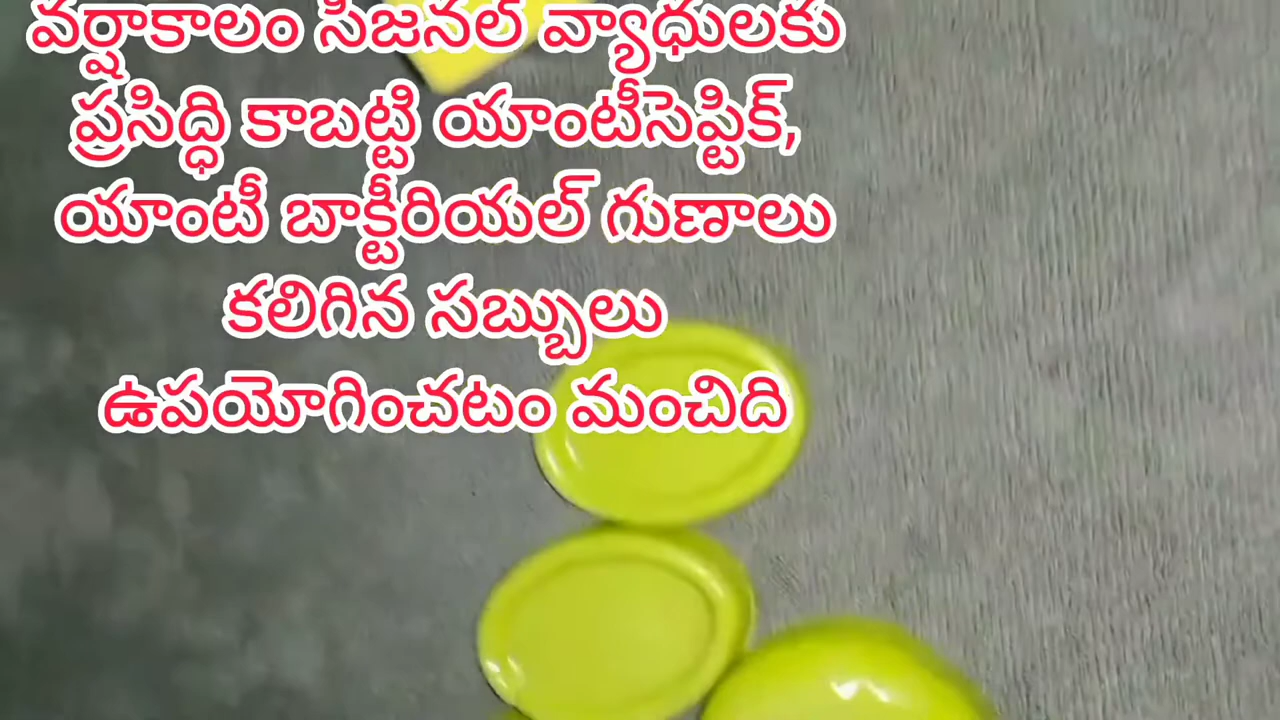 వర్షాకాలం సీజనల్ వ్యాధులకు
ప్రసిద్ధి కాబట్టి యాంటీసెప్టిక్,
యాంటీ బాక్టీరియల్ గుణాలు
కలిగిన సబ్బులు
ఉపయోగించటం మంచిది